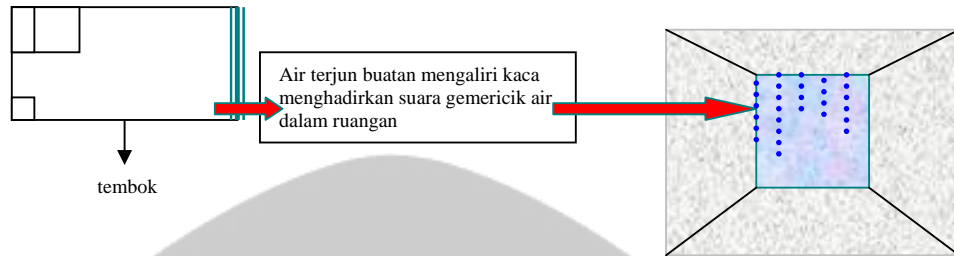 Air terjun buatan mengaliri kaca
menghadirkan suara gemericik air
dalam ruangan
tembok